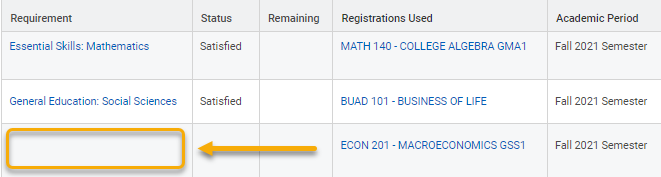 Requirement Status Remaining Registrations Used Academic Period
Essential Skills: Mathematics Satisfied MATH 140 - COLLEGE ALGEBRA GMA1 Fall 2021 Semester
General Education: Social Sciences Satisfied BUAD 101 - BUSINESS OF LIFE Fall 2021 Semester
ECON 201 - MACROECONOMICS GSS1 Fall 2021 Semester